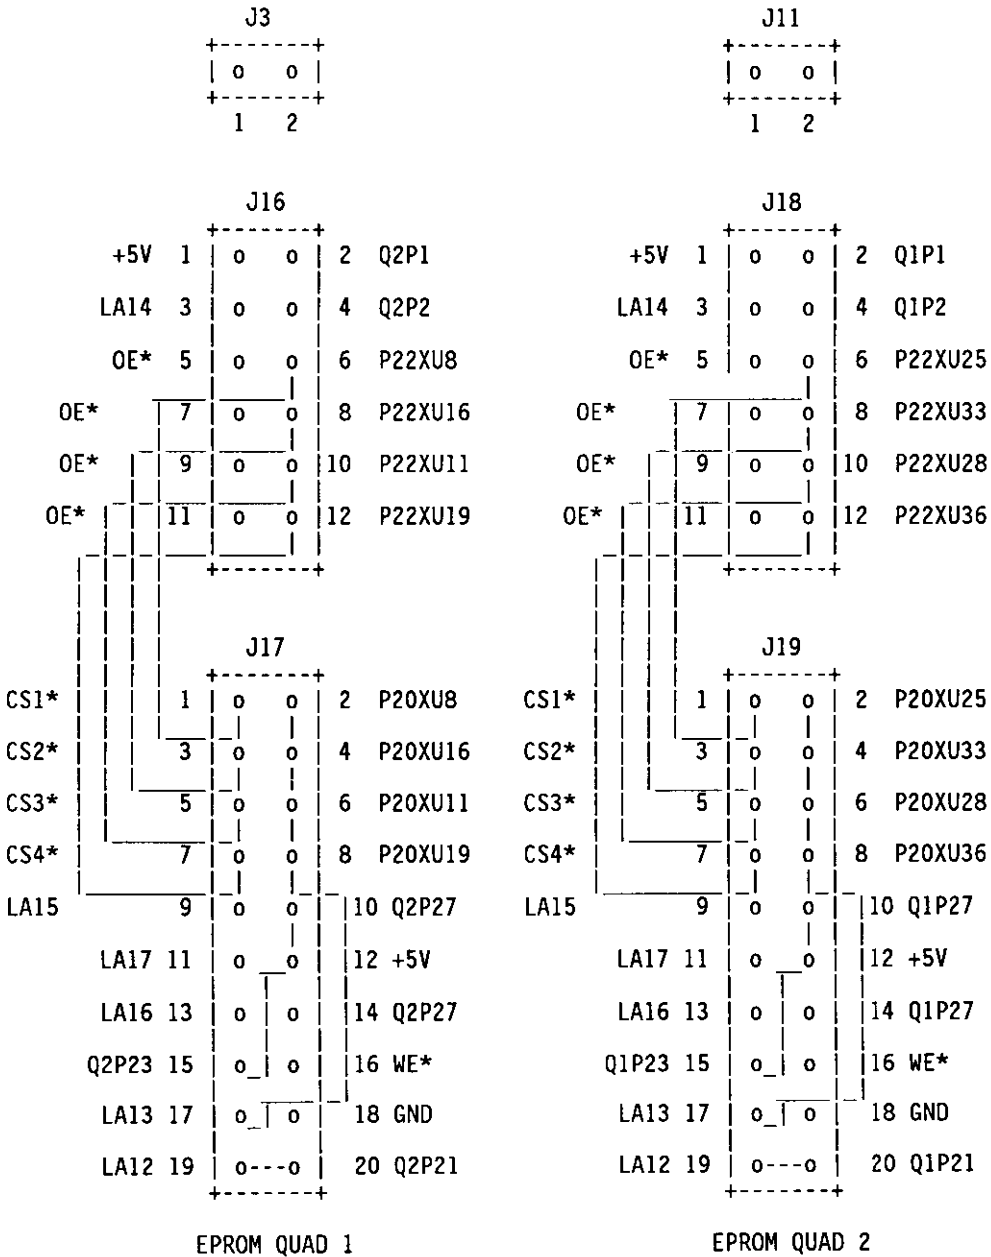 J3 J11
o o o o
1 2 1 2
J16 J18
+5V 1 o o 2 Q2P1 +5V 1 o o 2 Q1P1
LA14 3 o o 4 Q2P2 LA14 3 o o 4 Q1P2
OE* 5 o o 6 P22XU8 OE* 5 o o 6 P22XU25
OE* 7 o o 8 P22XU16 OE* 7 o o 8 P22XU33
OE* 9 o o 10 P22XU11 OE* 9 o o 10 P22XU28
OE* 11 o o 12 P22XU19 OE* 11 o o 12 P22XU36
J17 J19
CS1* 1 o o 2 P20XU8 CS1* 1 o o 2 P20XU25
CS2* 3 o o 4 P20XU16 CS2* 3 o o 4 P20XU33
CS3* 5 o o 6 P20XU11 CS3* 5 o o 6 P20XU28
CS4* 7 o o 8 P20XU19 CS4* 7 o o 8 P20XU36
LA15 9 o o 10 Q2P27 LA15 9 o o 10 Q1P27
LA17 11 o o 12 +5V LA17 11 o o 12 +5V
LA16 13 o o 14 Q2P27 LA16 13 o o 14 Q1P27
Q2P23 15 o o 16 WE* Q1P23 15 o o 16 WE*
LA13 17 o o 18 GND LA13 17 o o 18 GND
LA12 19 o---o 20 Q2P21 LA12 19 o---o 20 Q1P21
EPROM QUAD 1 EPROM QUAD 2